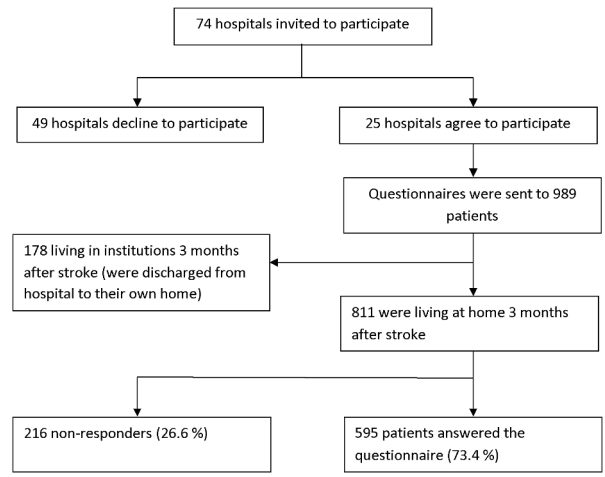 74 hospitals invited to participate
49 hospitals decline to participate
25 hospitals agree to participate
Questionnaires were sent to 989
patients
178 living in institutions 3 months
after stroke (were discharged from
hospital to their own home)
811 were living at home 3 months
after stroke
216 non-responders (26.6 %)
595 patients answered the
questionnaire (73.4 %)